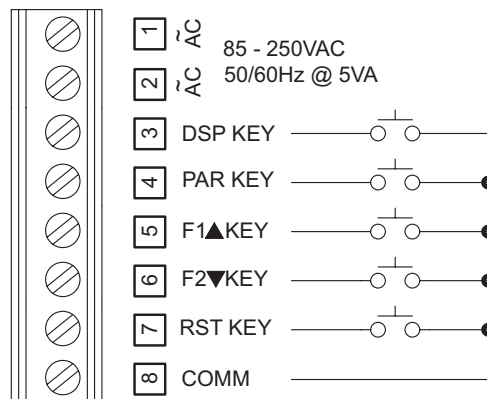 1 ~AC 85 - 250VAC
2 ~AC 50/60Hz @ 5VA
3 DSP KEY
4 PAR KEY
5 F1▲KEY
6 F2▼KEY
7 RST KEY
8 COMM